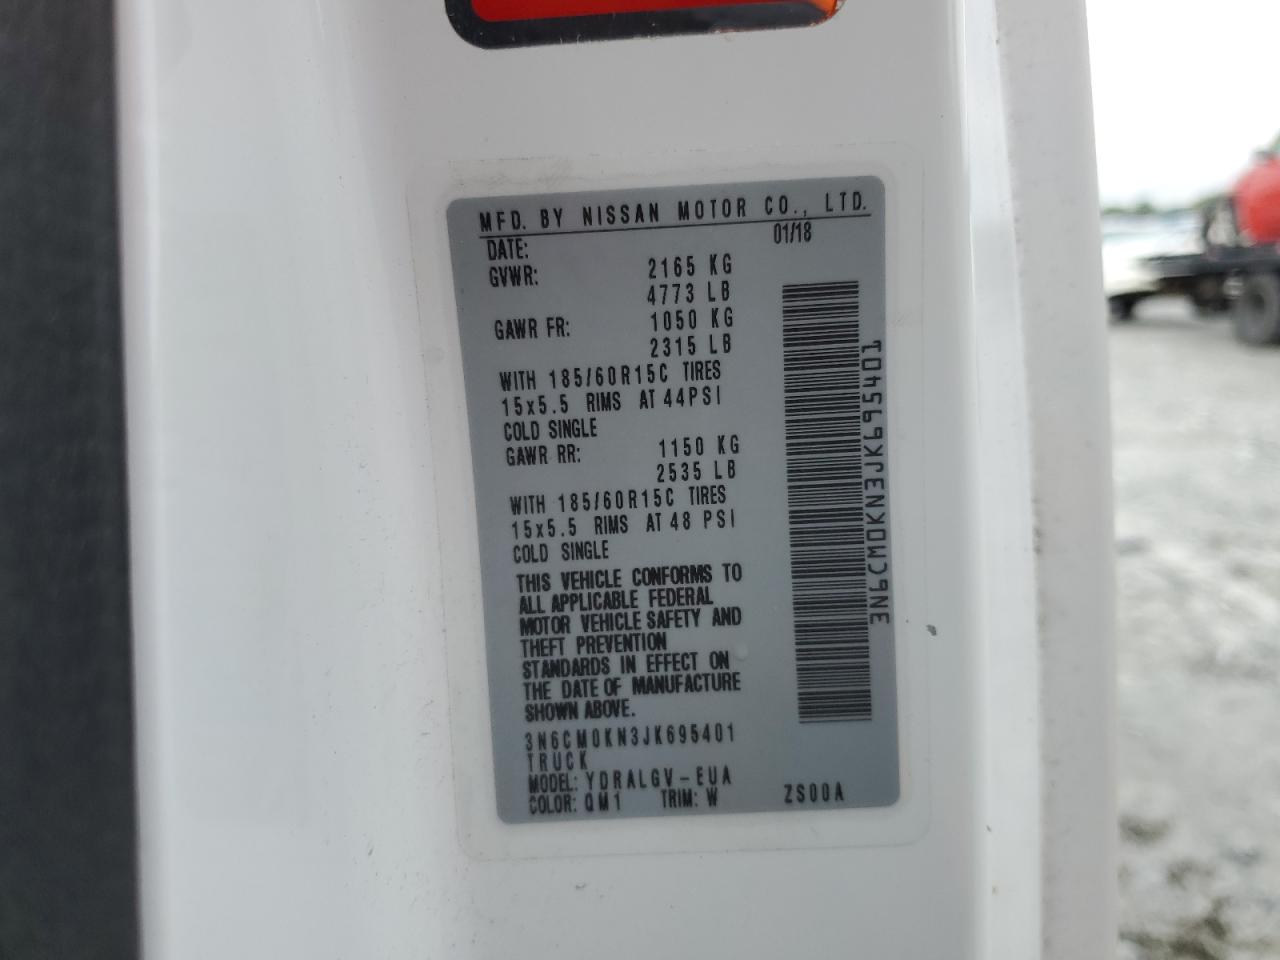 MFD. BY NISSAN MOTOR CO., LTD.
DATE: 01/18
GVWR: 2165 KG
4773 LB
GAWR FR: 1050 KG
2315 LB
WITH 185/60R15C TIRES
15x5.5 RIMS AT 44PSI
COLD SINGLE
GAWR RR: 1150 KG
2535 LB
WITH 185/60R15C TIRES
15x5.5 RIMS AT 48 PSI
COLD SINGLE
THIS VEHICLE CONFORMS TO
ALL APPLICABLE FEDERAL
MOTOR VEHICLE SAFETY AND
THEFT PREVENTION
STANDARDS IN EFFECT ON
THE DATE OF MANUFACTURE
SHOWN ABOVE.
3N6CM0KN3JK695401
TRUCK
MODEL: YDRALGV-EUA
COLOR: QM1 TRIM: W ZS00A
3N6CM0KN3JK695401